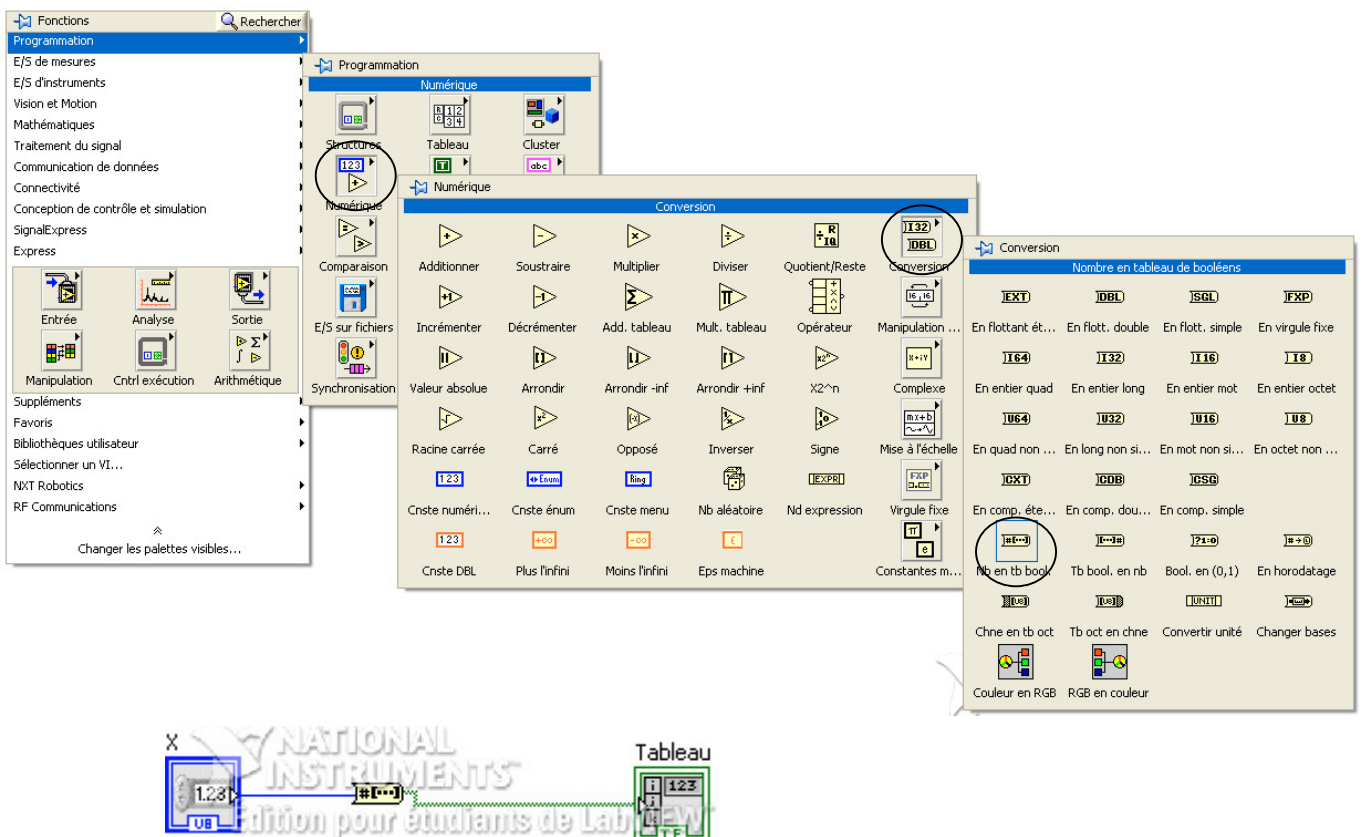 Fonctions
Rechercher
Programmation
E/S de mesures
E/S d'instruments
Vision et Motion
Mathématiques
Traitement du signal
Communication de données
Connectivité
Conception de contrôle et simulation
SignalExpress
Express
Entrée Analyse Sortie
Manipulation Cntrl exécution Arithmétique
Suppléments
Favoris
Bibliothèques utilisateur
Sélectionner un VI...
NXT Robotics
RF Communications
Changer les palettes visibles...
Programmation
Numérique
Structures Tableau Cluster
Numérique
Comparaison
E/S sur fichiers
Synchronisation
Numérique
Conversion
Additionner Soustraire Multiplier Diviser Quotient/Reste Conversion
Incrémenter Décrémenter Add. tableau Mult. tableau Opérateur Manipulation ...
Valeur absolue Arrondir Arrondir -inf Arrondir +inf X2^n Complexe
Racine carrée Carré Opposé Inverser Signe Mise à l'échelle
Cnste numéri... Cnste énum Cnste menu Nb aléatoire Nd expression Virgule fixe
Cnste DBL Plus l'infini Moins l'infini Eps machine Constantes m...
Conversion
Nombre en tableau de booléens
EXT DBL SGL FXP
En flottant ét... En flott. double En flott. simple En virgule fixe
I64 I32 I16 I8
En entier quad En entier long En entier mot En entier octet
U64 U32 U16 U8
En quad non ... En long non si... En mot non si... En octet non ...
CXT CDB CSG
En comp. éte... En comp. dou... En comp. simple
Nb en tb bool. Tb bool. en nb Bool. en (0,1) En horodatage
Chne en tb oct Tb oct en chne Convertir unité Changer bases
Couleur en RGB RGB en couleur
X
NATIONAL
INSTRUMENTS
Edition pour étudiants de LabVIEW
1.23
U8
Tableau
123
TF